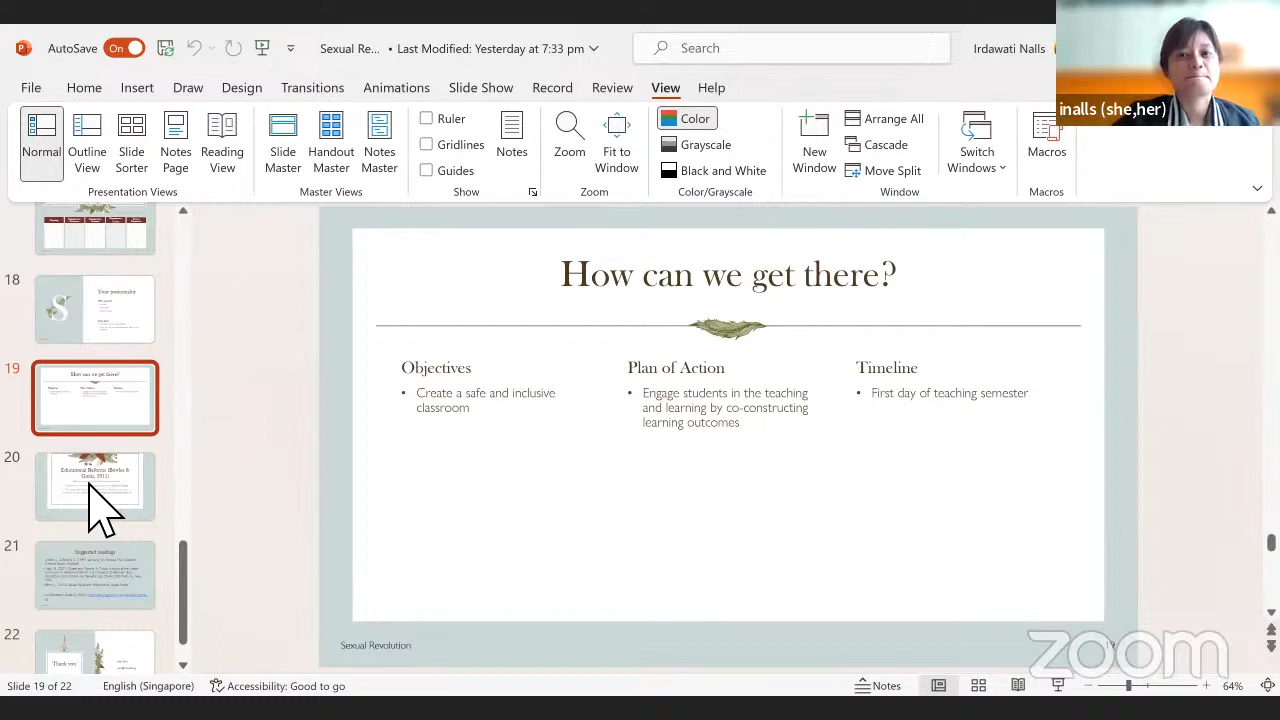 AutoSave On Sexual Re... • Last Modified: Yesterday at 7:33 pm Search Irdawati Nalls
inalls (she,her)
File Home Insert Draw Design Transitions Animations Slide Show Record Review View Help
Normal Outline View Slide Sorter Notes Page Reading View
Presentation Views
Slide Master Handout Master Notes Master
Master Views
Ruler
Gridlines
Guides
Notes
Show
Zoom Fit to Window
Zoom
Color
Grayscale
Black and White
Color/Grayscale
New Window
Arrange All
Cascade
Move Split
Switch Windows
Window
Macros
Macros
18
Your positionality
19
How can we get there?
20
Educational Reforms (Bowles & Gintis, 2011)
21
Suggested readings
22
Thank you
How can we get there?
Objectives
• Create a safe and inclusive
classroom
Plan of Action
• Engage students in the teaching
and learning by co-constructing
learning outcomes
Timeline
• First day of teaching semester
Sexual Revolution
19
zoom
Slide 19 of 22 English (Singapore) Accessibility: Good to go Notes 64%